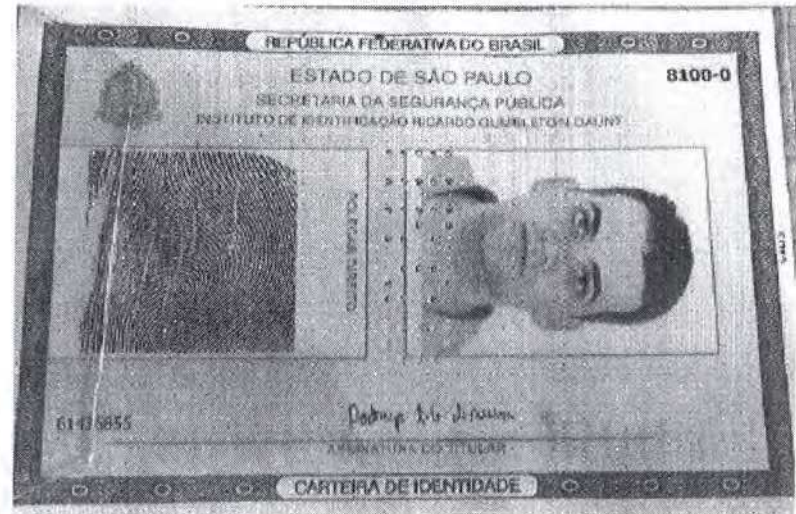 REPÚBLICA FEDERATIVA DO BRASIL
ESTADO DE SÃO PAULO
8100-0
SECRETARIA DA SEGURANÇA PÚBLICA
INSTITUTO DE IDENTIFICAÇÃO RICARDO GUMBLETON DAUNT
POLEGAR DIREITO
ASSINATURA DO TITULAR
CARTEIRA DE IDENTIDADE